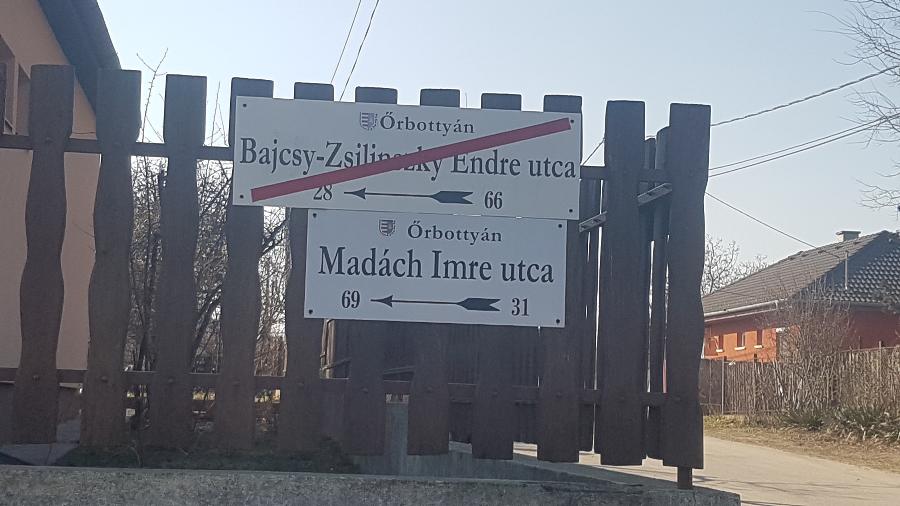 Őrbottyán
Bajcsy-Zsilinszky Endre utca
28 66
Őrbottyán
Madách Imre utca
69 31